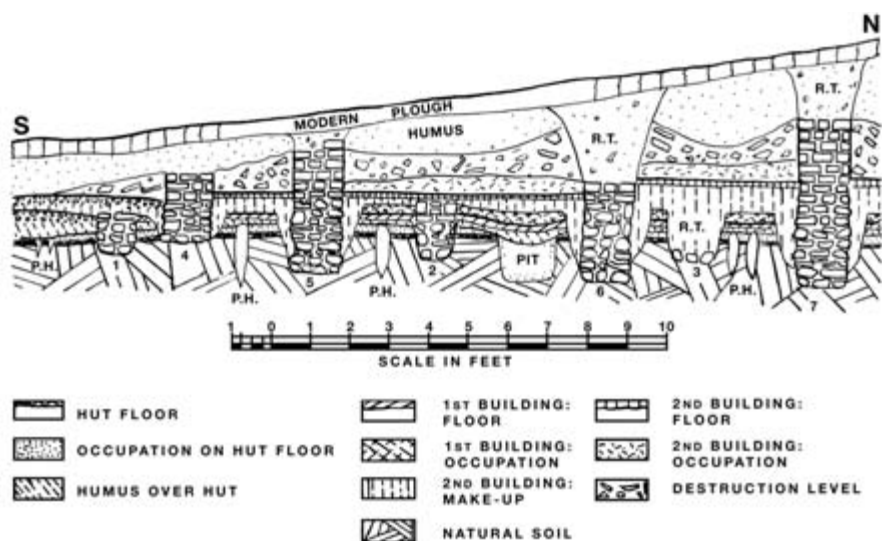 N
S
MODERN PLOUGH
HUMUS
R.T.
R.T.
R.T.
PIT
P.H.
1
4
P.H.
5
P.H.
2
6
3
P.H.
7
1 0 1 2 3 4 5 6 7 8 9 10
SCALE IN FEET
HUT FLOOR
OCCUPATION ON HUT FLOOR
HUMUS OVER HUT
1ST BUILDING:
FLOOR
1ST BUILDING:
OCCUPATION
2ND BUILDING:
MAKE-UP
NATURAL SOIL
2ND BUILDING:
FLOOR
2ND BUILDING:
OCCUPATION
DESTRUCTION LEVEL